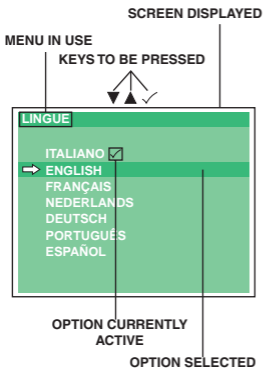 SCREEN DISPLAYED
MENU IN USE
KEYS TO BE PRESSED
LINGUE
ITALIANO
ENGLISH
FRANÇAIS
NEDERLANDS
DEUTSCH
PORTUGUÊS
ESPAÑOL
OPTION CURRENTLY
ACTIVE
OPTION SELECTED